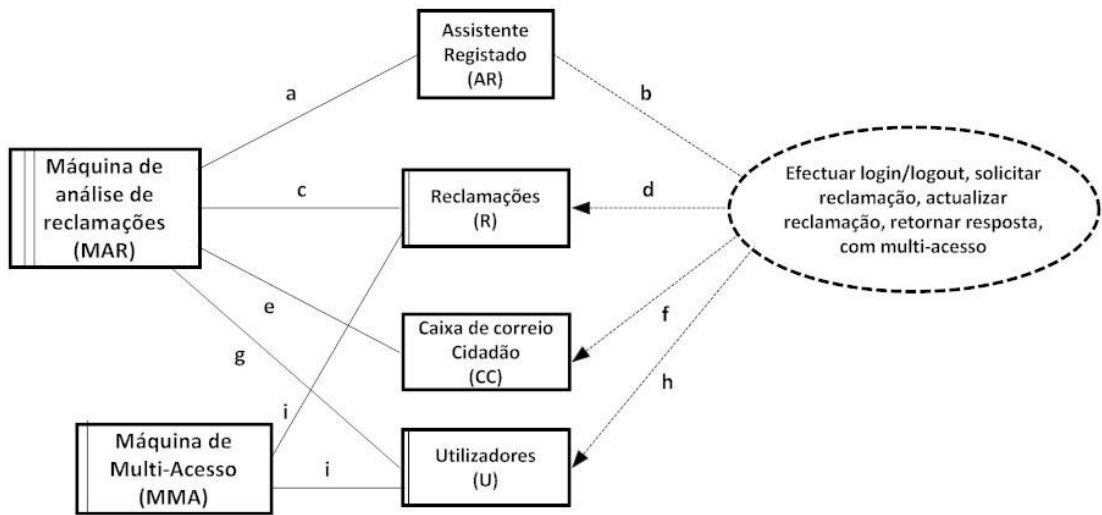 Assistente
Registado
(AR)
a
b
Máquina de
análise de
reclamações
(MAR)
c
Reclamações
(R)
d
Efectuar login/logout, solicitar
reclamação, actualizar
reclamação, retornar resposta,
com multi-acesso
e
Caixa de correio
Cidadão
(CC)
f
g
h
i
Máquina de
Multi-Acesso
(MMA)
i
Utilizadores
(U)